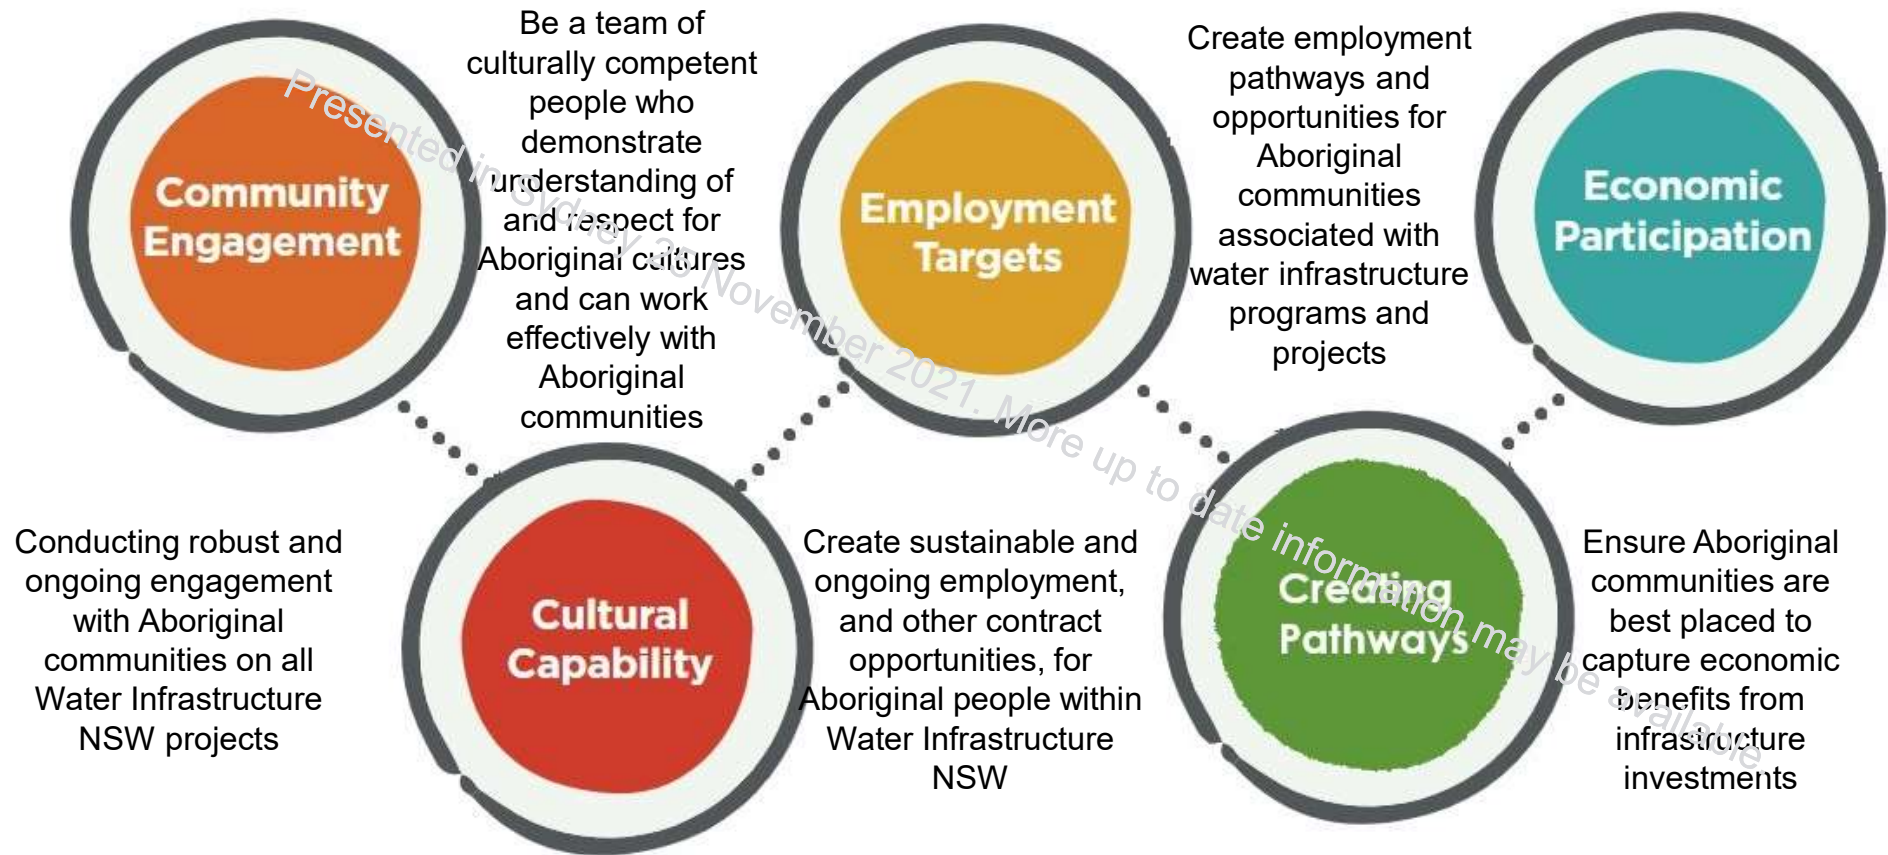 Community
Engagement
Conducting robust and
ongoing engagement
with Aboriginal
communities on all
Water Infrastructure
NSW projects
Be a team of
culturally competent
people who
demonstrate
understanding of
and respect for
Aboriginal cultures
and can work
effectively with
Aboriginal
communities
Cultural
Capability
Employment
Targets
Create sustainable and
ongoing employment,
and other contract
opportunities, for
Aboriginal people within
Water Infrastructure
NSW
Create employment
pathways and
opportunities for
Aboriginal
communities
associated with
water infrastructure
programs and
projects
Creating
Pathways
Economic
Participation
Ensure Aboriginal
communities are
best placed to
capture economic
benefits from
infrastructure
investments
Presented in Sydney 25 November 2021. More up to date information may be available